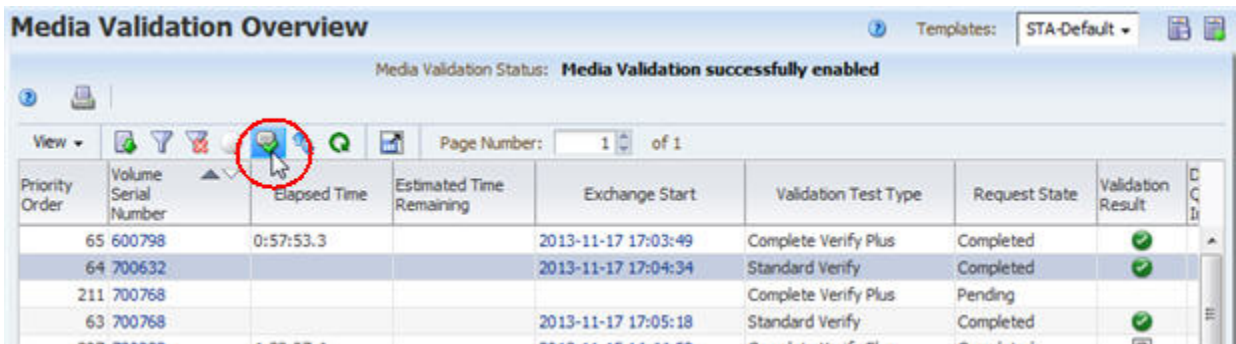 Media Validation Overview
Templates: STA-Default
Media Validation Status: Media Validation successfully enabled
View
Page Number: 1 of 1
Priority Order Volume Serial Number Elapsed Time Estimated Time Remaining Exchange Start Validation Test Type Request State Validation Result
65 600798 0:57:53.3 2013-11-17 17:03:49 Complete Verify Plus Completed
64 700632 2013-11-17 17:04:34 Standard Verify Completed
211 700768 Complete Verify Plus Pending
63 700768 2013-11-17 17:05:18 Standard Verify Completed